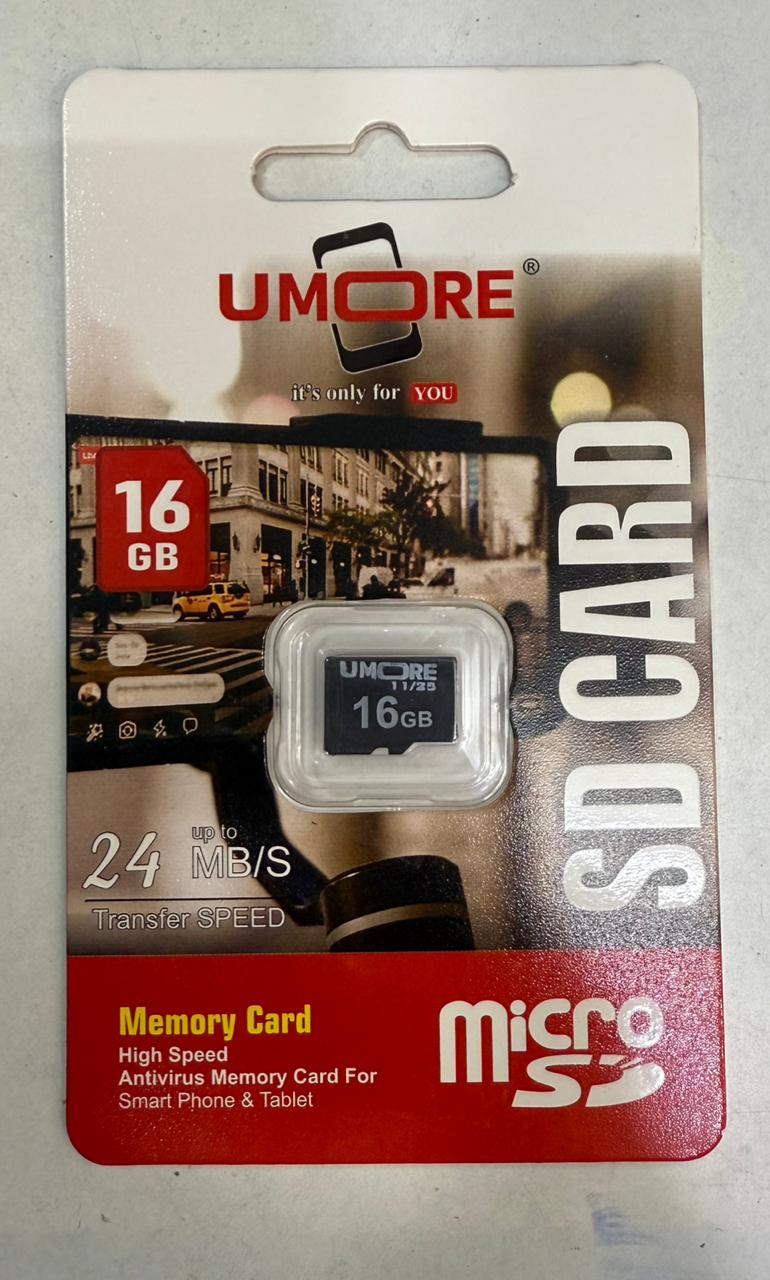 UMORE®
it's only for YOU
16
GB
UMORE
11/25
16GB
SD CARD
up to
24 MB/S
Transfer SPEED
Memory Card
High Speed
Antivirus Memory Card For
Smart Phone & Tablet
micro
SD